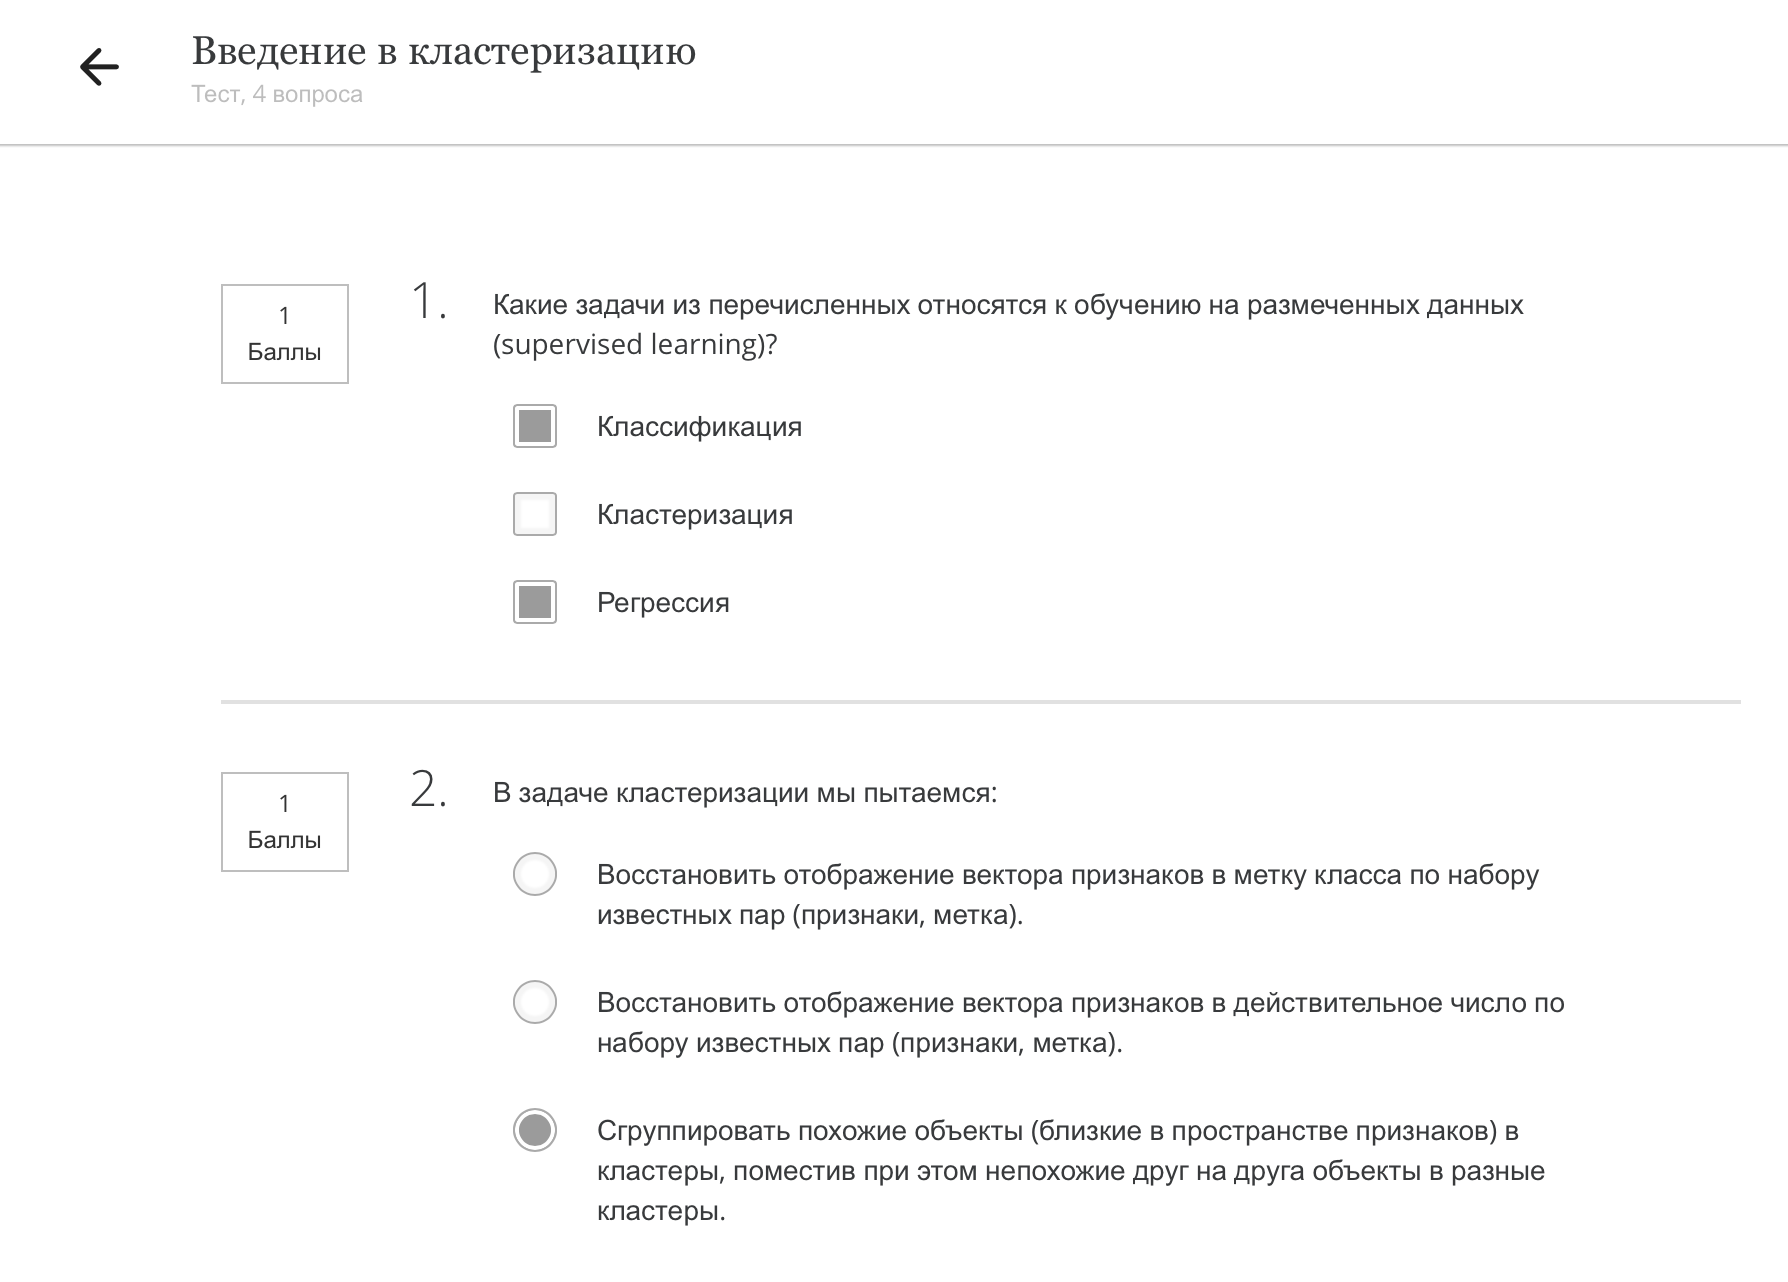 Введение в кластеризацию
Тест, 4 вопроса
1
Баллы
1.
Какие задачи из перечисленных относятся к обучению на размеченных данных
(supervised learning)?
Классификация
Кластеризация
Регрессия
1
Баллы
2.
В задаче кластеризации мы пытаемся:
Восстановить отображение вектора признаков в метку класса по набору
известных пар (признаки, метка).
Восстановить отображение вектора признаков в действительное число по
набору известных пар (признаки, метка).
Сгруппировать похожие объекты (близкие в пространстве признаков) в
кластеры, поместив при этом непохожие друг на друга объекты в разные
кластеры.